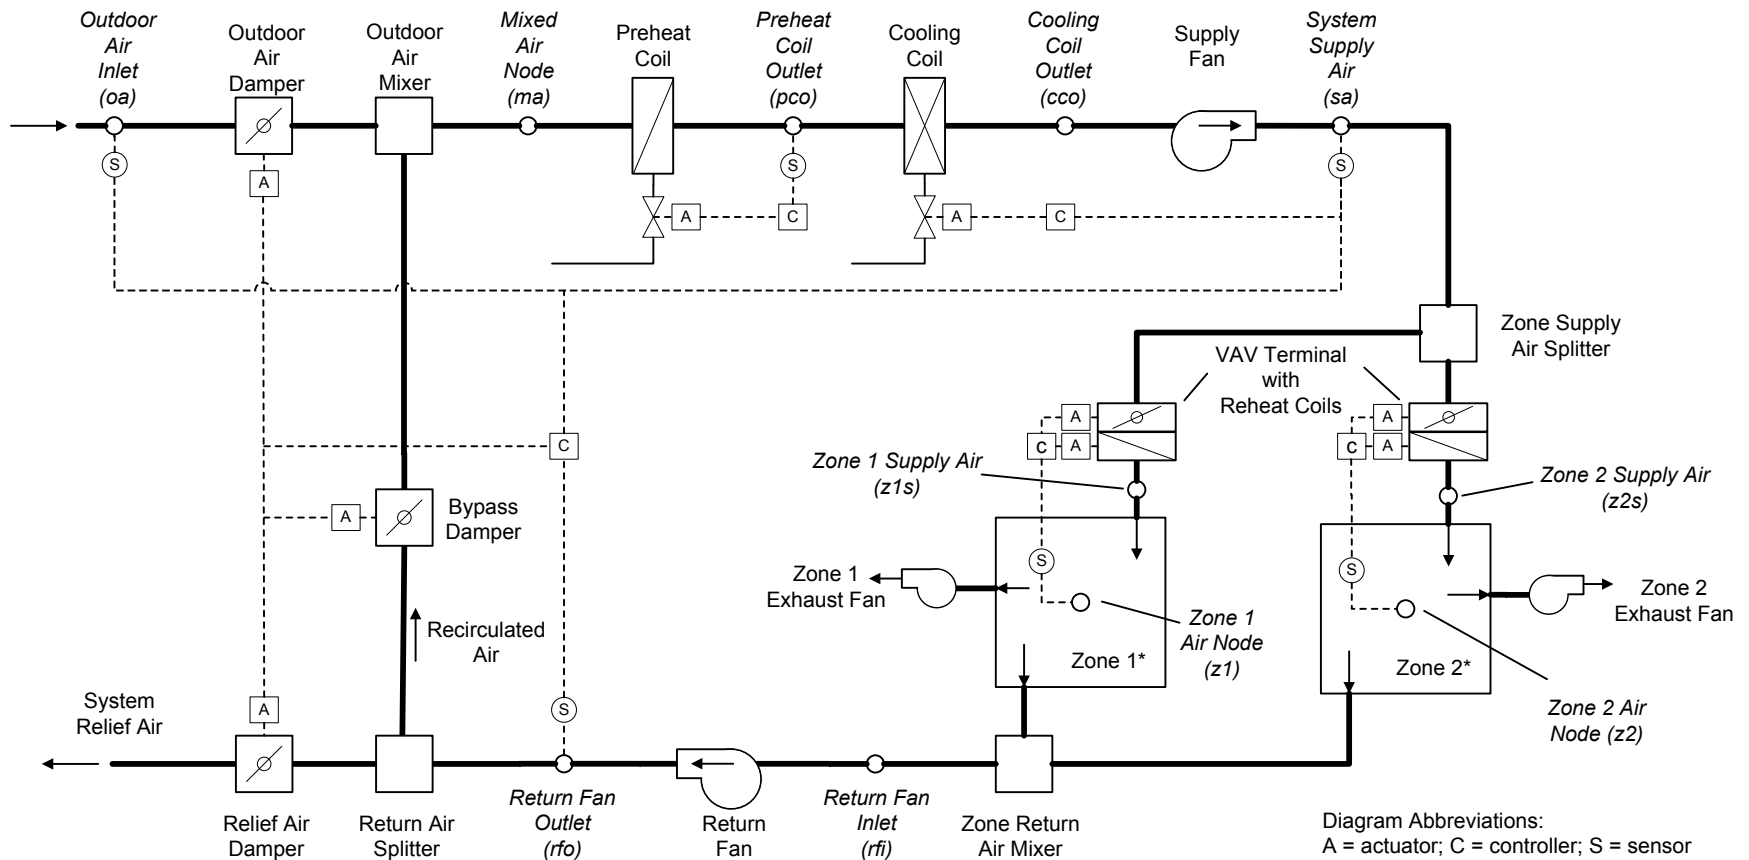 Outdoor
Air
Inlet
(oa)
Outdoor
Air
Damper
Outdoor
Air
Mixer
Mixed
Air
Node
(ma)
Preheat
Coil
Preheat
Coil
Outlet
(pco)
Cooling
Coil
Cooling
Coil
Outlet
(cco)
Supply
Fan
System
Supply
Air
(sa)
S
A
S
A
C
A
C
S
Zone Supply
Air Splitter
VAV Terminal
with
Reheat Coils
A
C
A
A
C
A
C
Zone 1 Supply Air
(z1s)
Zone 2 Supply Air
(z2s)
A
Bypass
Damper
S
S
Zone 1
Exhaust Fan
Zone 2
Exhaust Fan
Zone 1
Air Node
(z1)
Zone 1*
Zone 2*
Zone 2 Air
Node (z2)
Recirculated
Air
System
Relief Air
A
S
Relief Air
Damper
Return Air
Splitter
Return Fan
Outlet
(rfo)
Return
Fan
Return Fan
Inlet
(rfi)
Zone Return
Air Mixer
Diagram Abbreviations:
A = actuator; C = controller; S = sensor